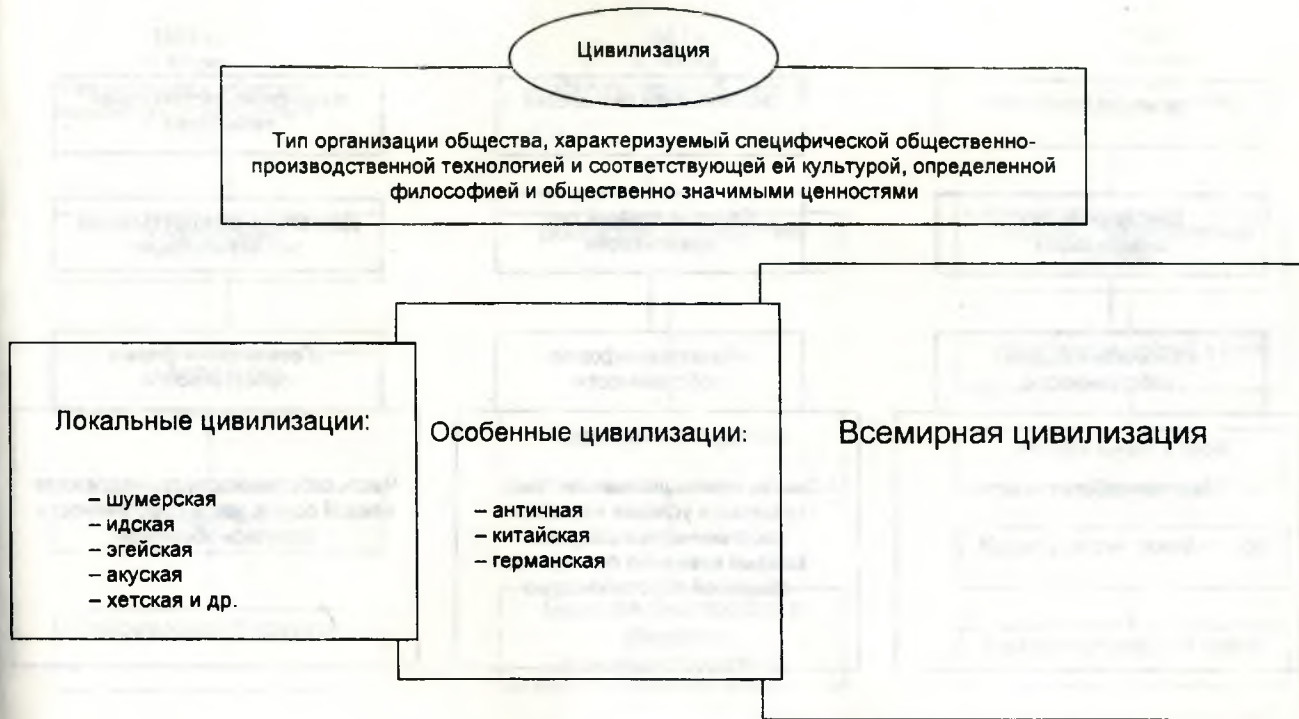 Цивилизация
Тип организации общества, характеризуемый специфической общественно-
производственной технологией и соответствующей ей культурой, определенной
философией и общественно значимыми ценностями
Локальные цивилизации:
– шумерская
– идская
– эгейская
– акуская
– хетская и др.
Особенные цивилизации:
– античная
– китайская
– германская
Всемирная цивилизация